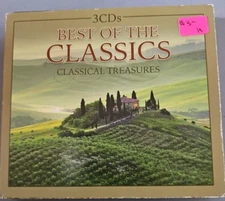 3CDs
BEST OF THE
CLASSICS
CLASSICAL TREASURES